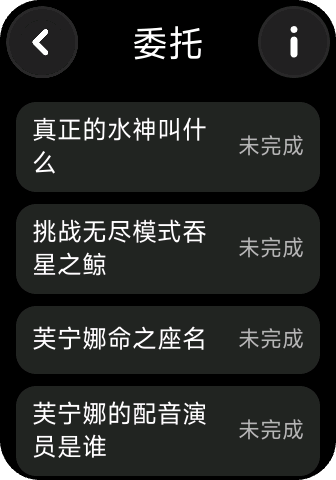 委托
真正的水神叫什
么
未完成
挑战无尽模式吞
星之鲸
未完成
芙宁娜命之座名
未完成
芙宁娜的配音演
员是谁
未完成